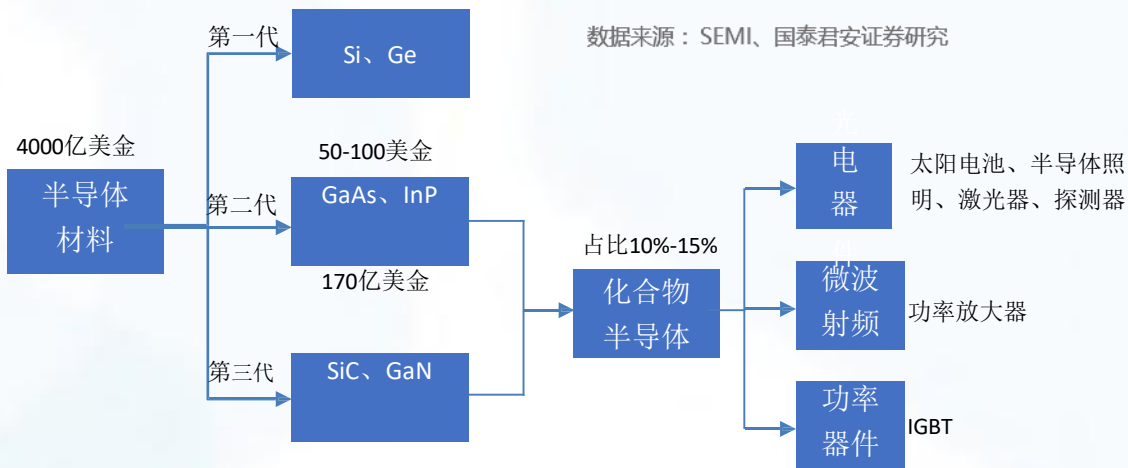 数据来源：SEMI、国泰君安证券研究
第一代
Si、Ge
4000亿美金
半导体
材料
50-100美金
第二代
GaAs、InP
170亿美金
第三代
SiC、GaN
占比10%-15%
化合物
半导体
光
电
器
件
太阳电池、半导体照
明、激光器、探测器
微波
射频
功率放大器
功率
器件
IGBT